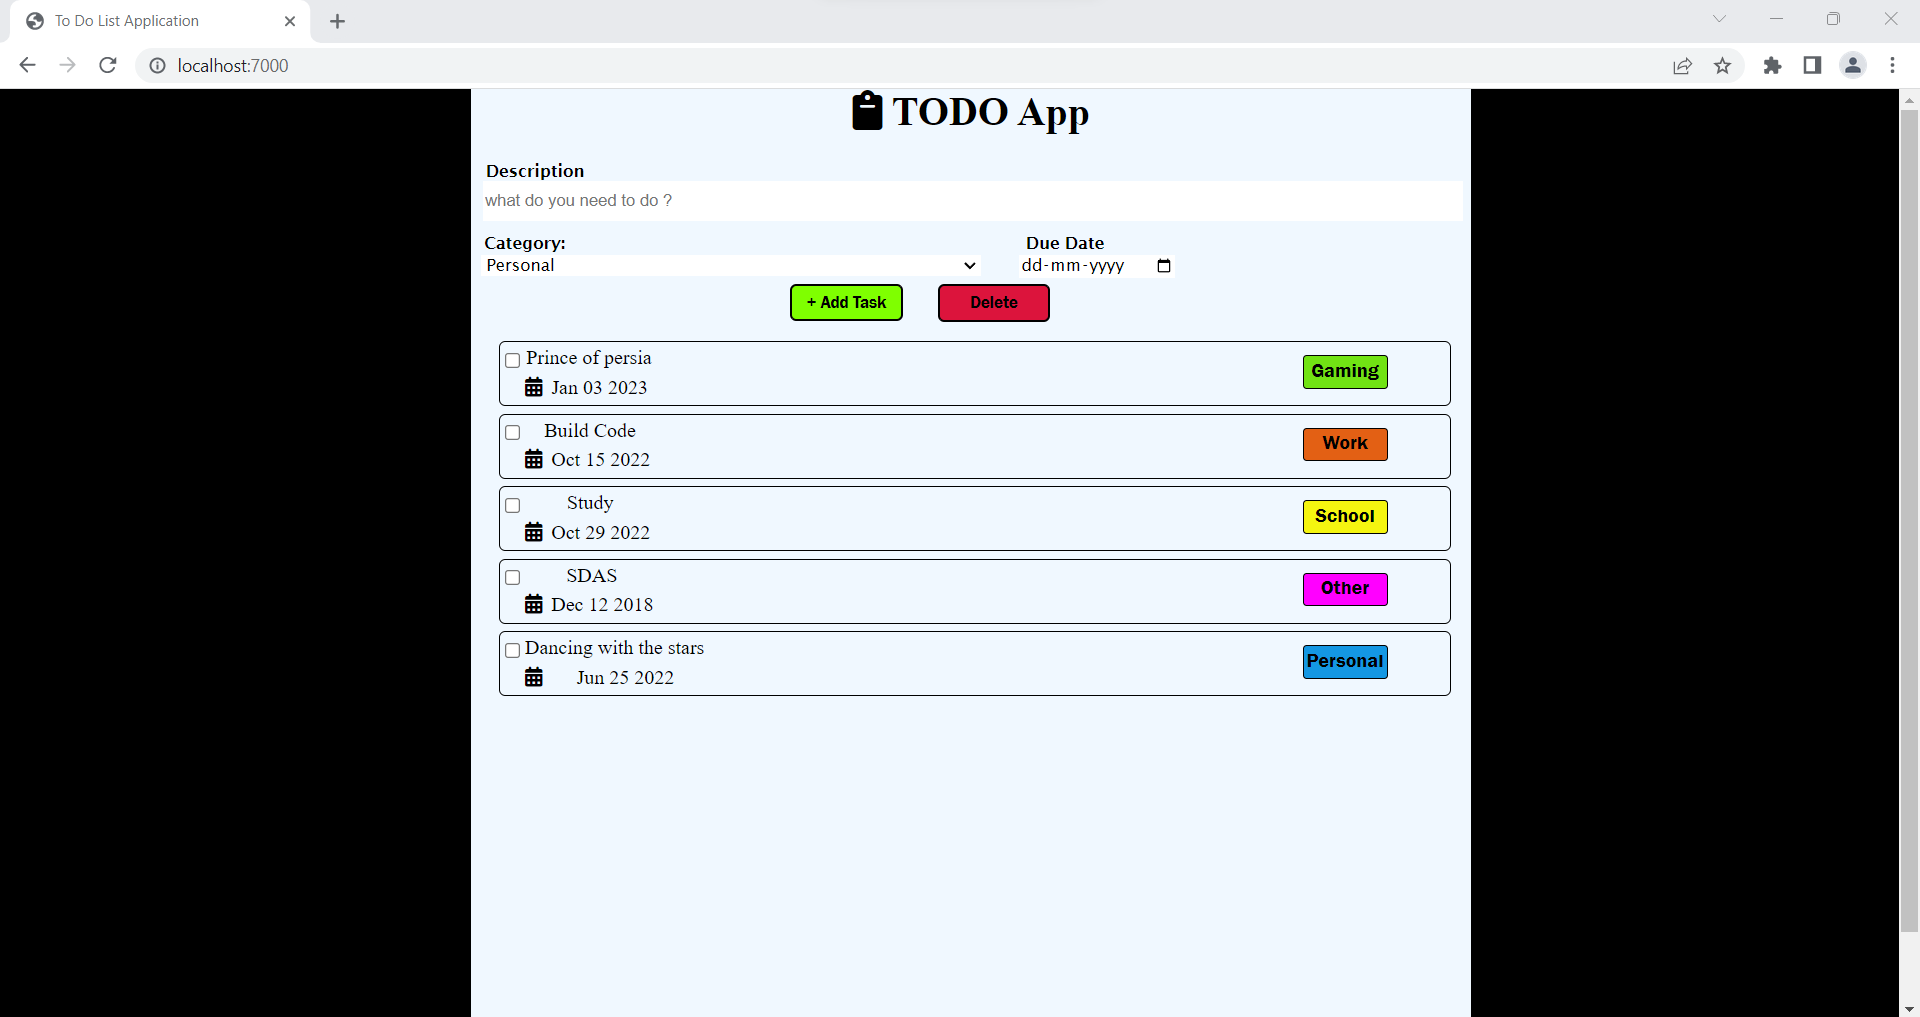 To Do List Application
localhost:7000
TODO App
Description
what do you need to do ?
Category: Due Date
Personal dd-mm-yyyy
+ Add Task Delete
Prince of persia
Gaming
Jan 03 2023
Build Code
Work
Oct 15 2022
Study
School
Oct 29 2022
SDAS
Other
Dec 12 2018
Dancing with the stars
Personal
Jun 25 2022